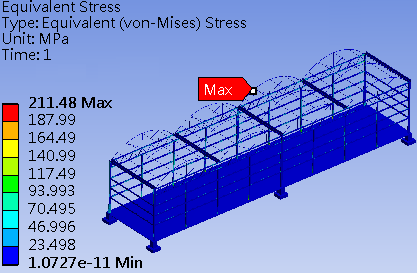 Equivalent Stress
Type: Equivalent (von-Mises) Stress
Unit: MPa
Time: 1
Max
211.48 Max
187.99
164.49
140.99
117.49
93.993
70.495
46.996
23.498
1.0727e-11 Min